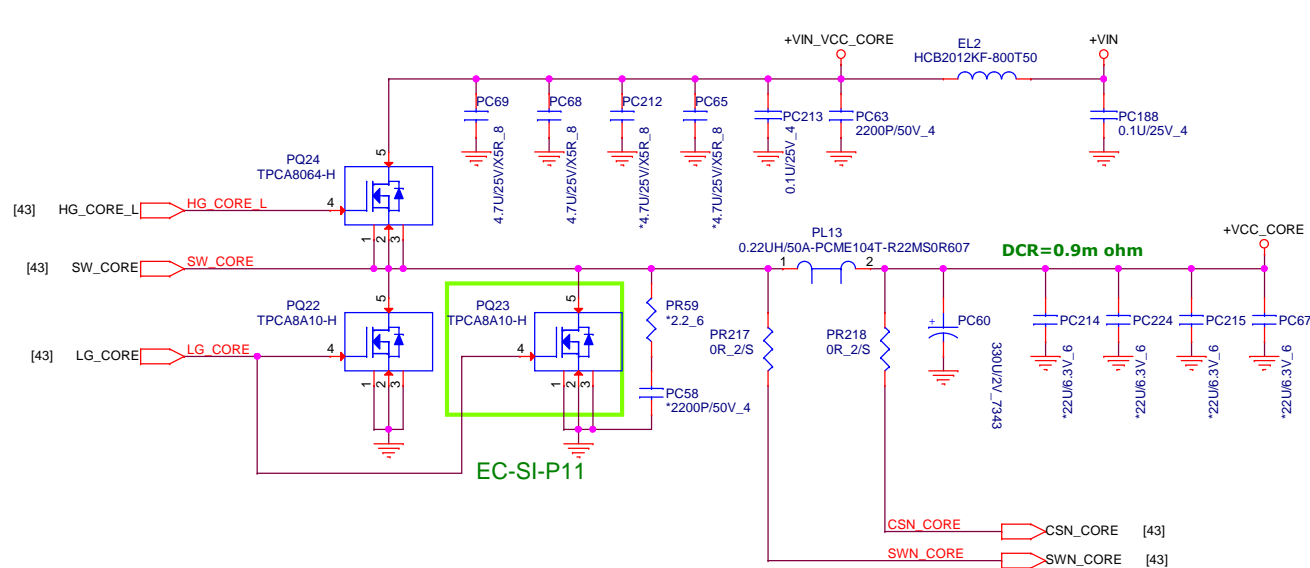 +VIN_VCC_CORE
EL2
HCB2012KF-800T50
+VIN
PC69
4.7U/25V/X5R_8
PC68
4.7U/25V/X5R_8
PC212
*4.7U/25V/X5R_8
PC65
*4.7U/25V/X5R_8
PC213
0.1U/25V_4
PC63
2200P/50V_4
PC188
0.1U/25V_4
PQ24
TPCA8064-H
5
4
1
2
3
[43]
HG_CORE_L
HG_CORE_L
[43]
SW_CORE
SW_CORE
PL13
0.22UH/50A-PCME104T-R22MS0R607
1
2
DCR=0.9m ohm
+VCC_CORE
PQ22
TPCA8A10-H
5
4
1
2
3
PQ23
TPCA8A10-H
5
4
1
2
3
PR59
*2.2_6
PC58
*2200P/50V_4
PR217
0R_2/S
PR218
0R_2/S
+
PC60
330U/2V_7343
PC214
*22U/6.3V_6
PC224
*22U/6.3V_6
PC215
*22U/6.3V_6
PC67
*22U/6.3V_6
[43]
LG_CORE
LG_CORE
EC-SI-P11
CSN_CORE
CSN_CORE
[43]
SWN_CORE
SWN_CORE
[43]